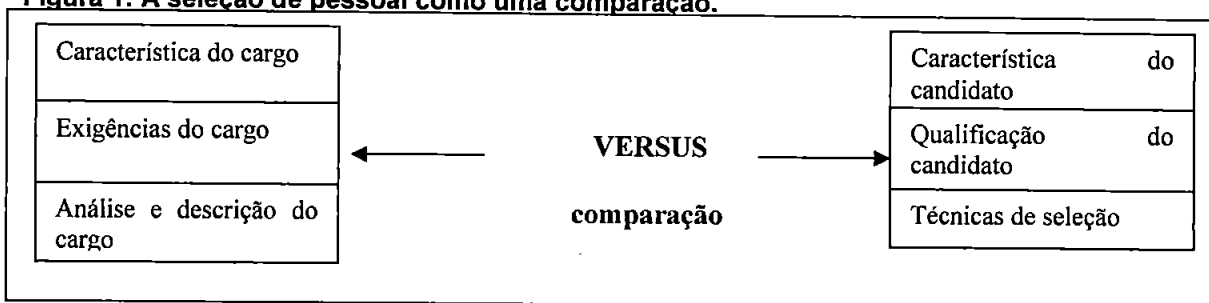 Figura 1. A seleção de pessoal como uma comparação.
Característica do cargo
Exigências do cargo
Análise e descrição do
cargo
VERSUS
comparação
Característica do
candidato
Qualificação do
candidato
Técnicas de seleção